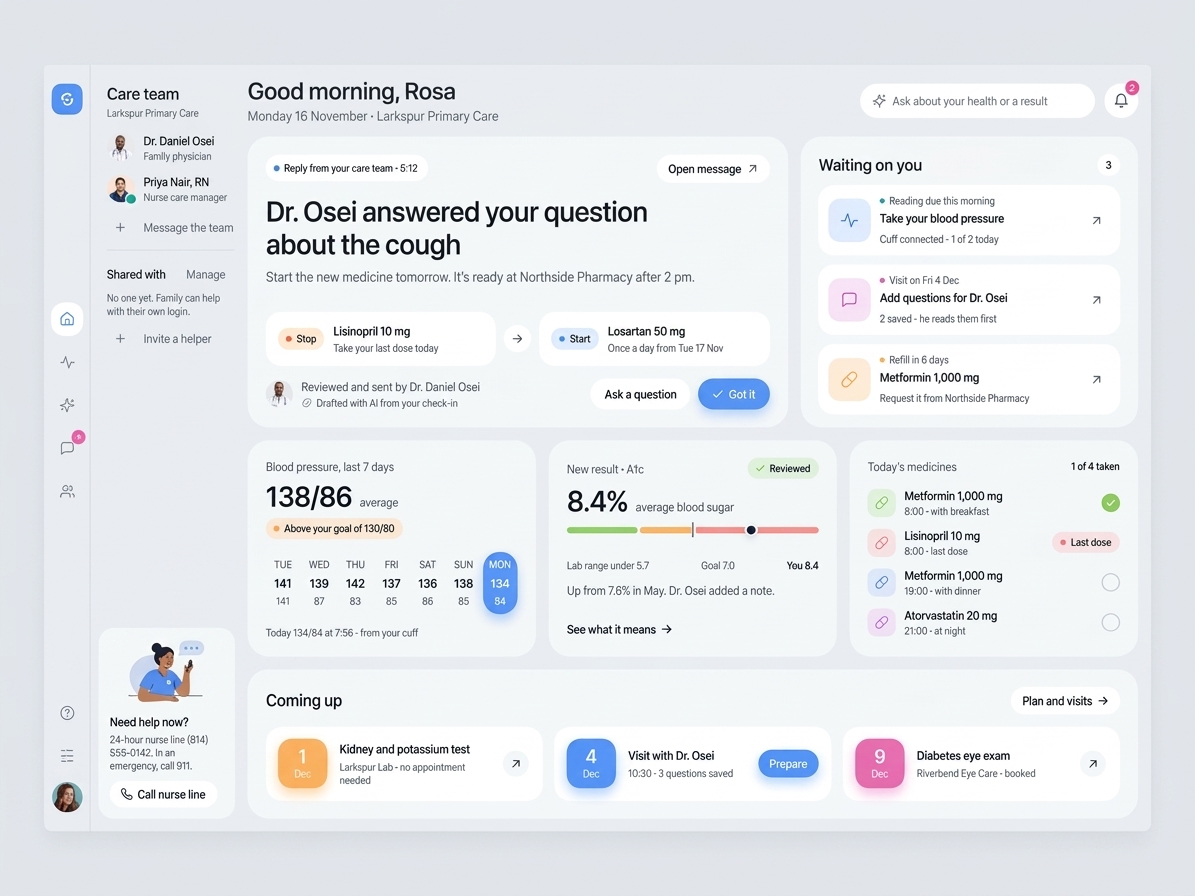 Care team
Larkspur Primary Care
Dr. Daniel Osei
Family physician
Priya Nair, RN
Nurse care manager
Message the team
Shared with
Manage
No one yet. Family can help
with their own login.
Invite a helper
Need help now?
24-hour nurse line (814)
555-0142. In an
emergency, call 911.
Call nurse line
Good morning, Rosa
Monday 16 November · Larkspur Primary Care
Ask about your health or a result
2
Reply from your care team - 5:12
Open message
Dr. Osei answered your question
about the cough
Start the new medicine tomorrow. It's ready at Northside Pharmacy after 2 pm.
Stop
Lisinopril 10 mg
Take your last dose today
Start
Losartan 50 mg
Once a day from Tue 17 Nov
Reviewed and sent by Dr. Daniel Osei
Drafted with AI from your check-in
Ask a question
Got it
Waiting on you
3
Reading due this morning
Take your blood pressure
Cuff connected - 1 of 2 today
Visit on Fri 4 Dec
Add questions for Dr. Osei
2 saved - he reads them first
Refill in 6 days
Metformin 1,000 mg
Request it from Northside Pharmacy
Blood pressure, last 7 days
138/86 average
Above your goal of 130/80
TUE WED THU FRI SAT SUN MON
141 139 142 137 136 138 134
141 87 83 85 86 85 84
Today 134/84 at 7:56 - from your cuff
New result • A1c
Reviewed
8.4% average blood sugar
Lab range under 5.7
Goal 7.0
You 8.4
Up from 7.6% in May. Dr. Osei added a note.
See what it means
Today's medicines
1 of 4 taken
Metformin 1,000 mg
8:00 - with breakfast
Lisinopril 10 mg
8:00 - last dose
Last dose
Metformin 1,000 mg
19:00 - with dinner
Atorvastatin 20 mg
21:00 - at night
Coming up
Plan and visits
1
Dec
Kidney and potassium test
Larkspur Lab - no appointment
needed
4
Dec
Visit with Dr. Osei
10:30 - 3 questions saved
Prepare
9
Dec
Diabetes eye exam
Riverbend Eye Care - booked